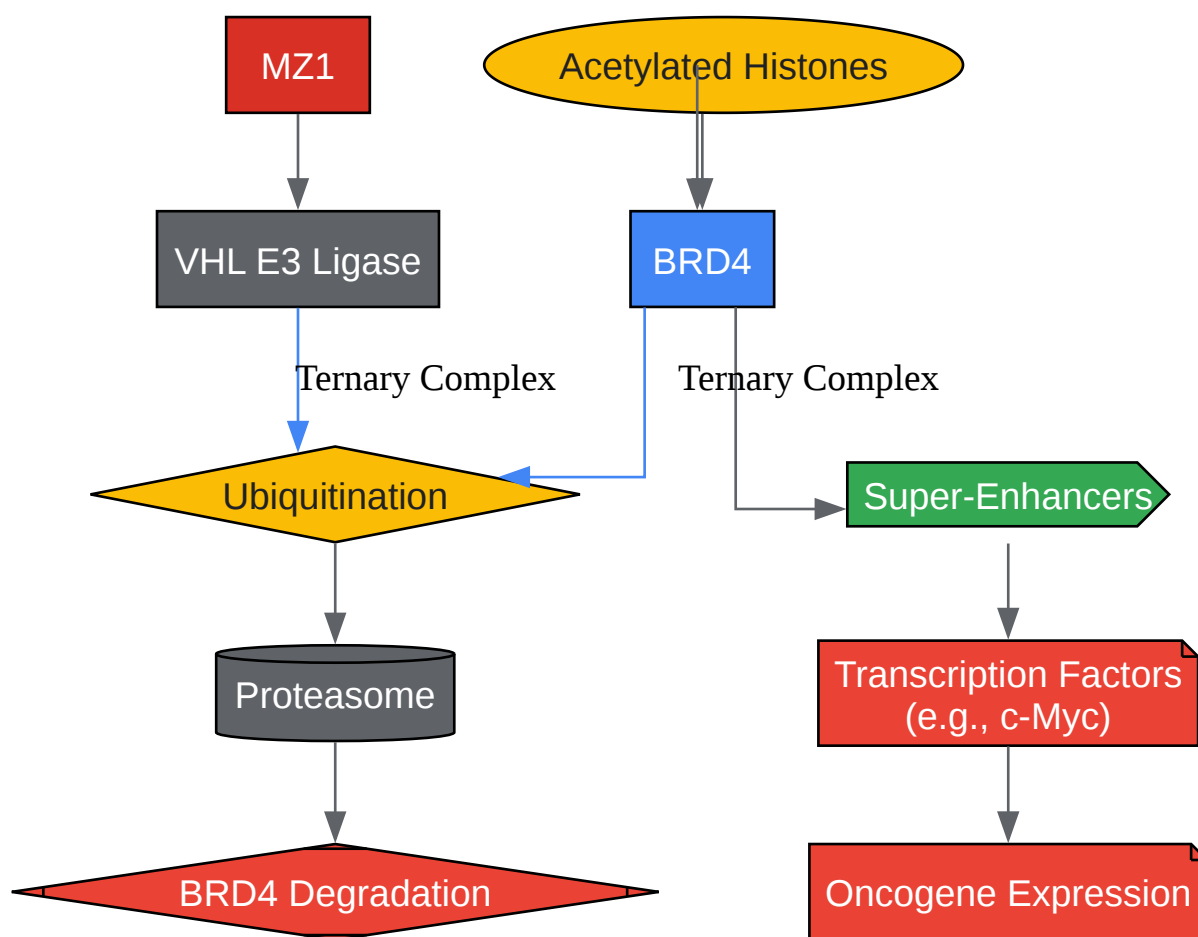 MZ1
Acetylated Histones
VHL E3 Ligase
BRD4
Ternary Complex
Ternary Complex
Ubiquitination
Super-Enhancers
Proteasome
Transcription Factors
(e.g., c-Myc)
BRD4 Degradation
Oncogene Expression